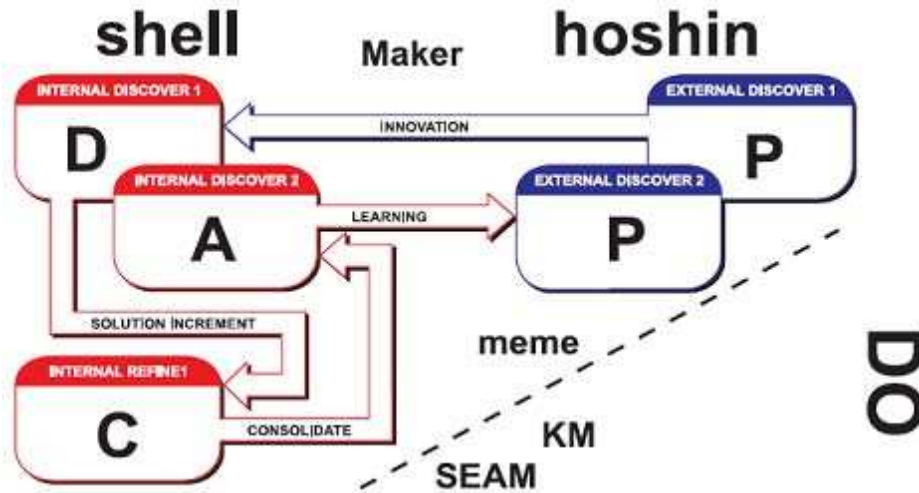 shell
hoshin
Maker
INTERNAL DISCOVER 1
EXTERNAL DISCOVER 1
INNOVATION
D
P
INTERNAL DISCOVER 2
EXTERNAL DISCOVER 2
LEARNING
A
P
SOLUTION INCREMENT
meme
DO
INTERNAL REFINE1
C
CONSOLIDATE
KM
SEAM